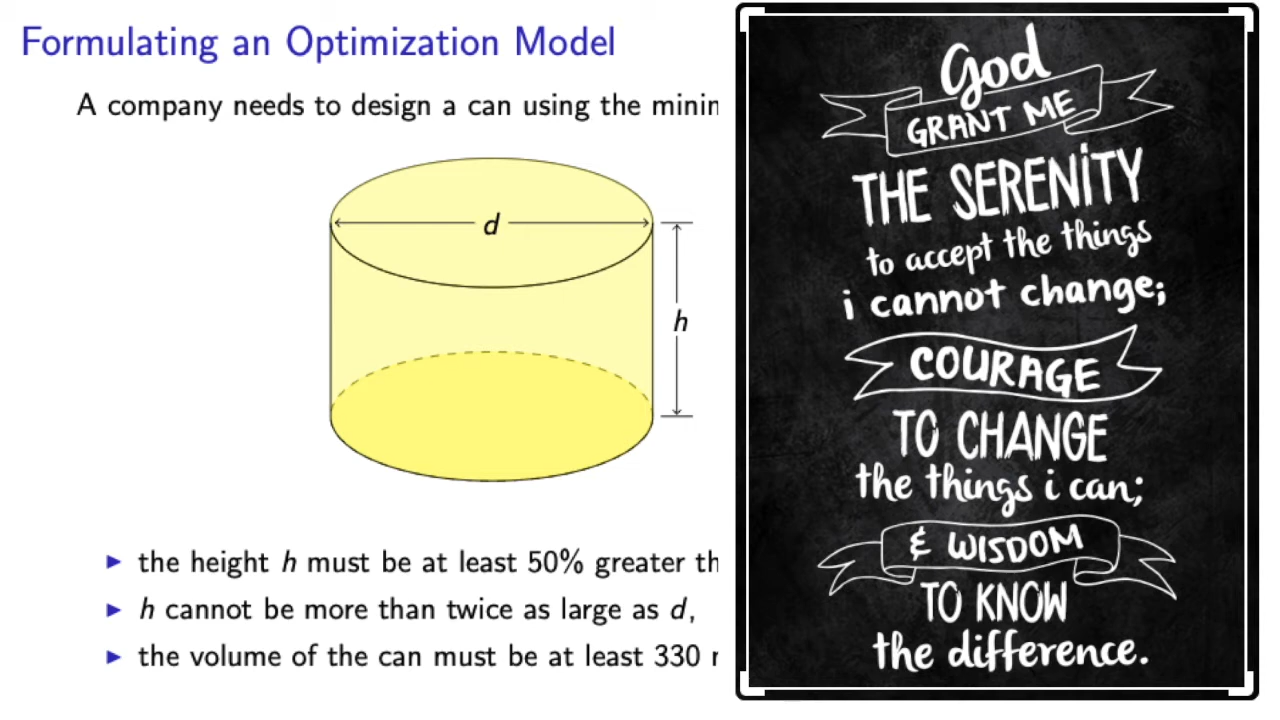 Formulating an Optimization Model
A company needs to design a can using the
d
h
▶ the height h must be at least 50% greater
▶ h cannot be more than twice as large as d,
▶ the volume of the can must be at least 330
God
GRANT ME
THE SERENITY
to accept the things
i cannot change;
COURAGE
TO CHANGE
the things i can;
& WISDOM
TO KNOW
the difference.